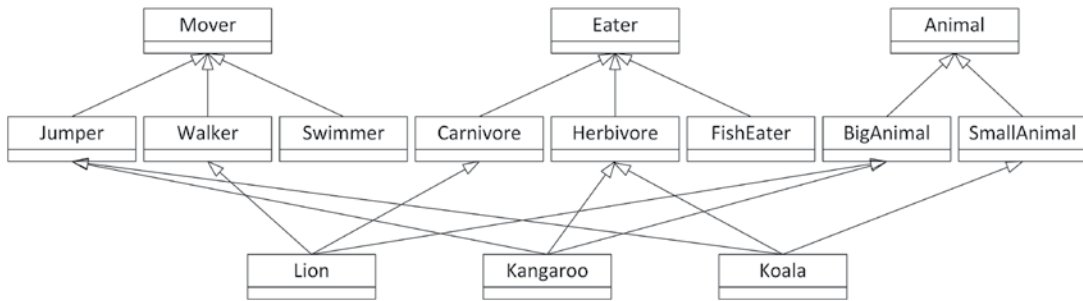 Mover
Eater
Animal
Jumper
Walker
Swimmer
Carnivore
Herbivore
FishEater
BigAnimal
SmallAnimal
Lion
Kangaroo
Koala